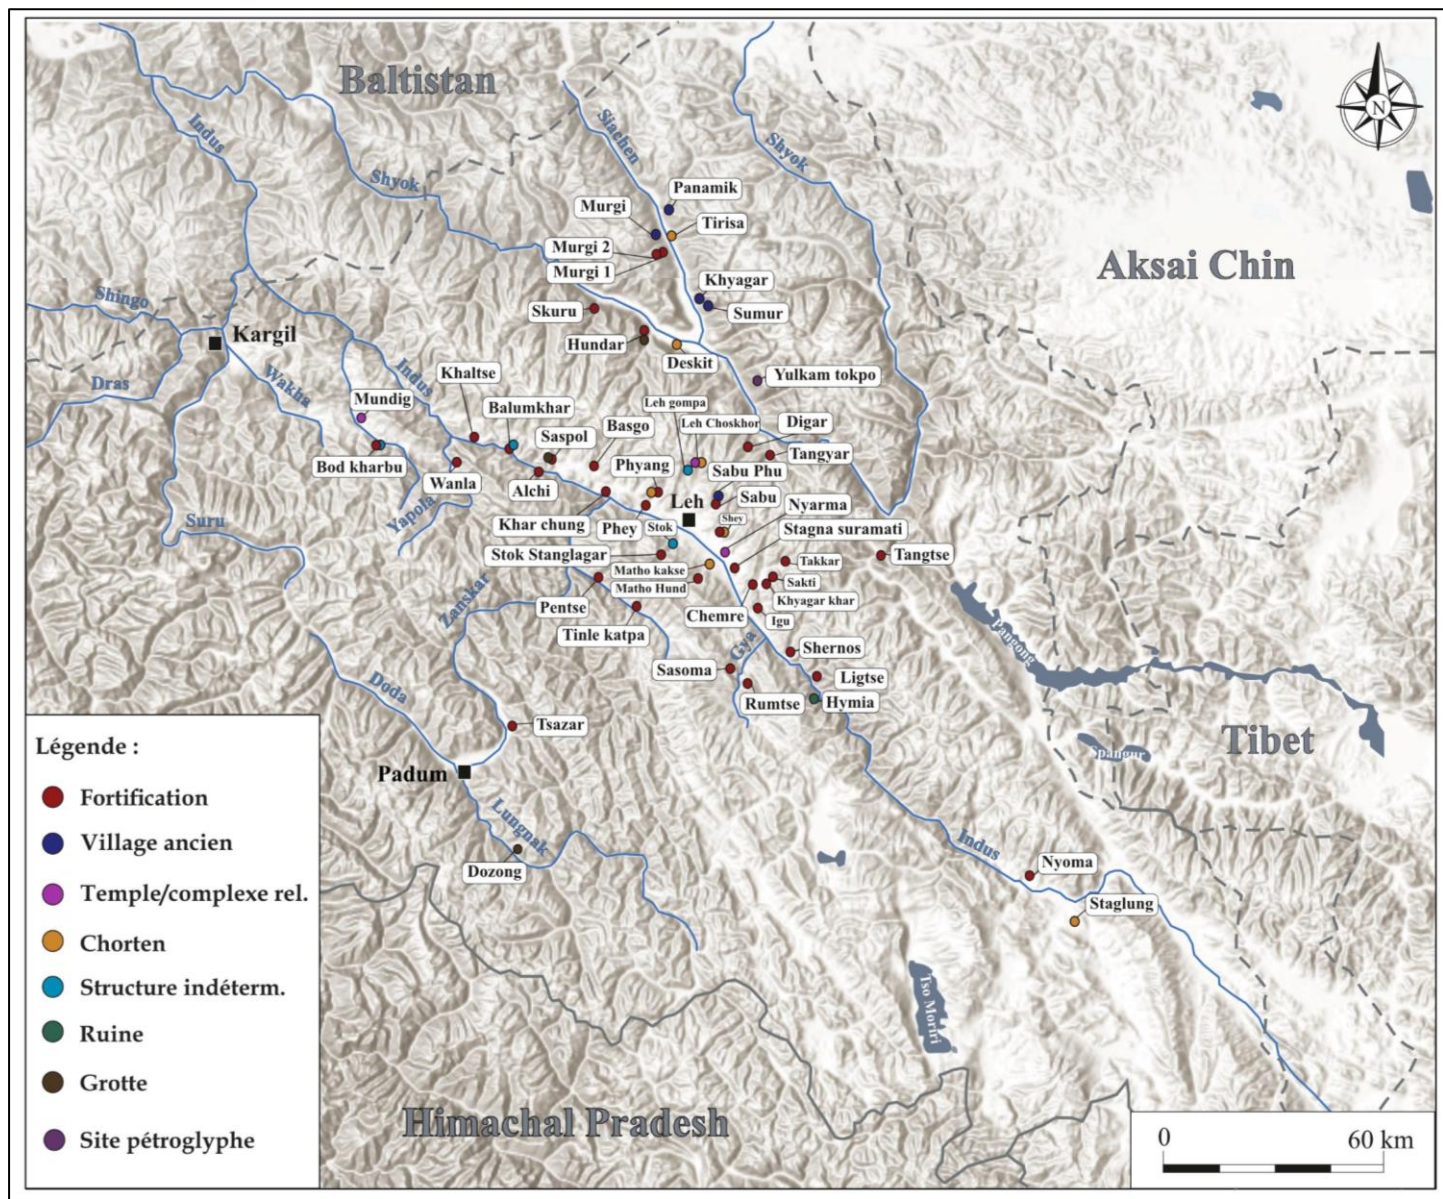 Baltistan
Indus
Siachen
Shyok
Shyok
Panamik
Murgi
Tirisa
Murgi 2
Murgi 1
Aksai Chin
Khyagar
Shingo
Skuru
Sumur
Kargil
Hundar
Deskit
Indus
Wakha
Dras
Khaltse
Yulkam tokpo
Mundig
Leh gompa
Balumkhar
Basgo
Leh Choskhor
Digar
Saspol
Tangyar
Bod kharbu
Phyang
Sabu Phu
Wanla
Alchi
Leh
Sabu
Nyarma
Yapola
Suru
Khar chung
Phey
Stok
Shey
Stagna suramati
Stok Stanglagar
Tangtse
Takkar
Matho kakse
Sakti
Matho Hund
Zanskar
Khyagar khar
Pentse
Chemre
Igu
Tinle katpa
Pangong
Gya
Shernos
Sasoma
Ligtse
Doda
Rumtse
Hymia
Tsazar
Tibet
Spangur
Padum
Lungnak
Indus
Nyoma
Dozong
Staglung
Tso Moriri
Himachal Pradesh
N
Légende :
Fortification
Village ancien
Temple/complexe rel.
Chorten
Structure indéterm.
Ruine
Grotte
Site pétroglyphe
0 60 km